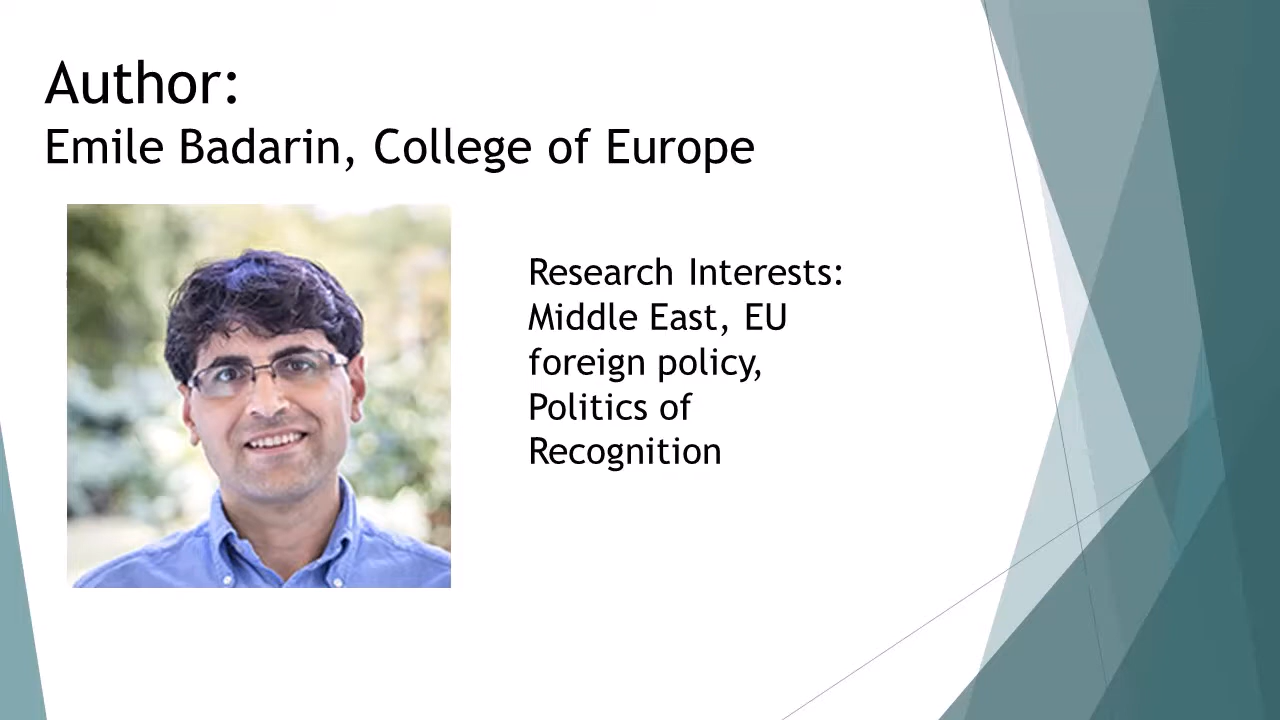 Author:
Emile Badarin, College of Europe
Research Interests:
Middle East, EU
foreign policy,
Politics of
Recognition